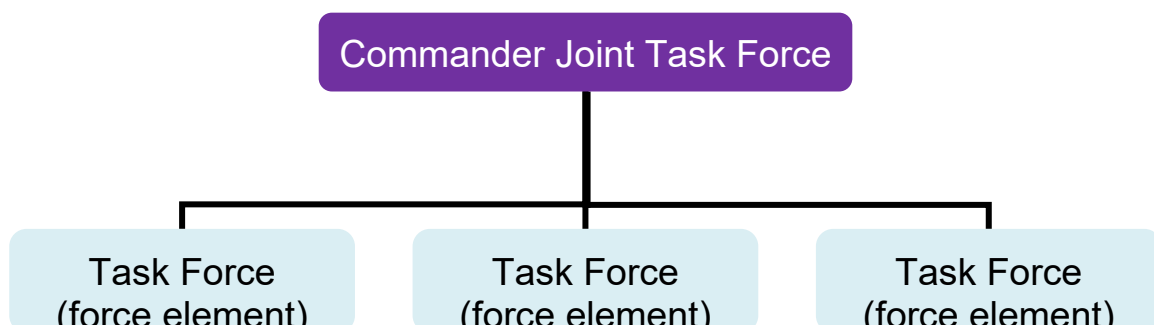 Commander Joint Task Force
Task Force
(force element)
Task Force
(force element)
Task Force
(force element)